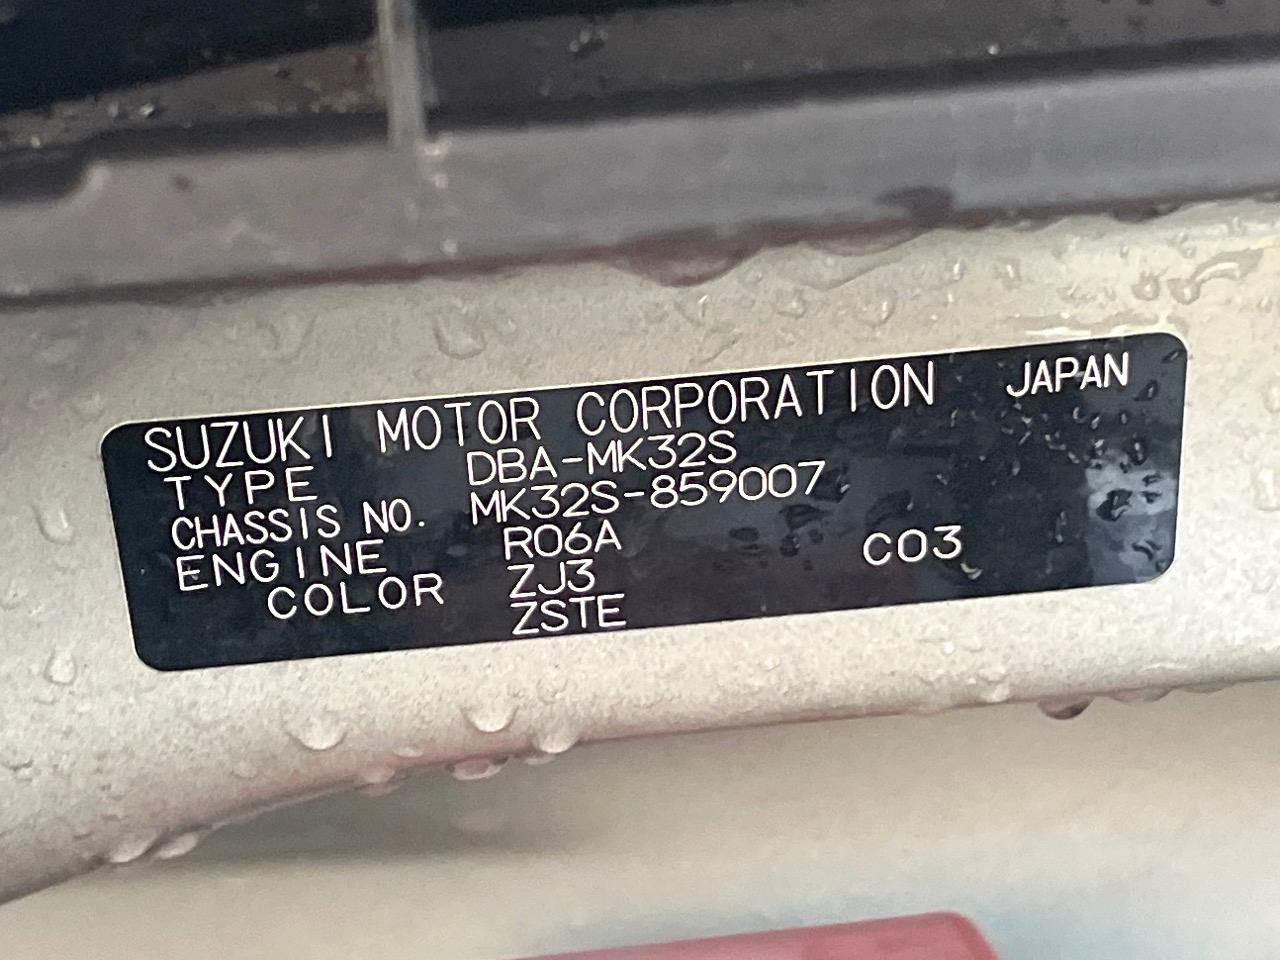 SUZUKI MOTOR CORPORATION JAPAN
TYPE DBA-MK32S
CHASSIS NO. MK32S-859007
ENGINE R06A
COLOR ZJ3 C03
ZSTE